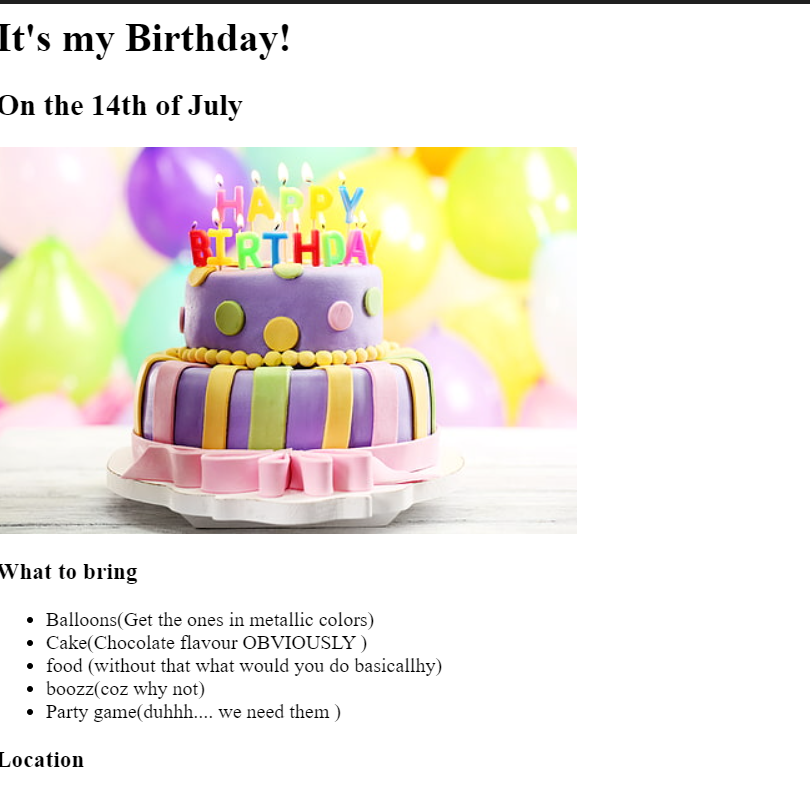 It's my Birthday!
On the 14th of July
HAPPY
BIRTHDAY
What to bring
Balloons(Get the ones in metallic colors)
Cake(Chocolate flavour OBVIOUSLY )
food (without that what would you do basicallhy)
boozz(coz why not)
Party game(duhhh.... we need them )
Location